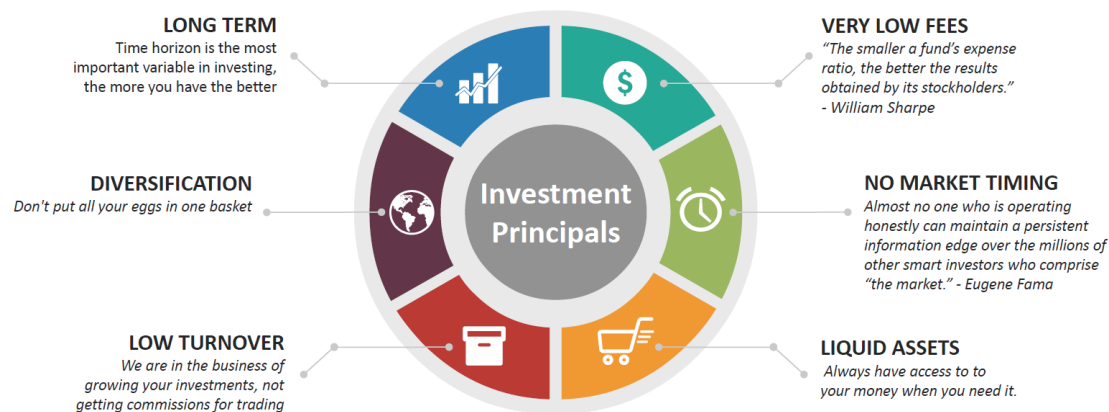 LONG TERM
Time horizon is the most
important variable in investing,
the more you have the better
DIVERSIFICATION
Don't put all your eggs in one basket
LOW TURNOVER
We are in the business of
growing your investments, not
getting commissions for trading
Investment
Principals
$
VERY LOW FEES
“The smaller a fund’s expense
ratio, the better the results
obtained by its stockholders.”
- William Sharpe
NO MARKET TIMING
Almost no one who is operating
honestly can maintain a persistent
information edge over the millions of
other smart investors who comprise
“the market.” - Eugene Fama
LIQUID ASSETS
Always have access to to
your money when you need it.